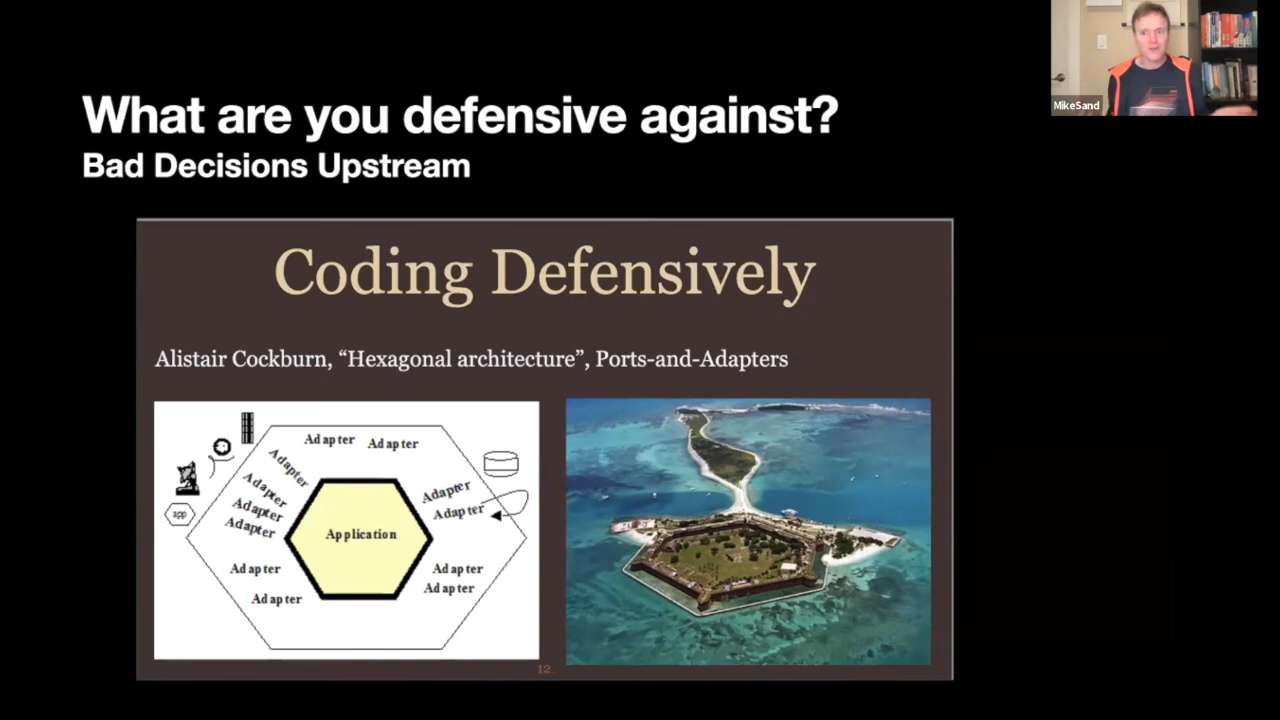 What are you defensive against?
Bad Decisions Upstream
MikeSand
Coding Defensively
Alistair Cockburn, “Hexagonal architecture”, Ports-and-Adapters
Adapter
Adapter
Adapter
Adapter
Adapter
Adapter
Adapter
Adapter
app
Application
Adapter
Adapter
Adapter
Adapter
12